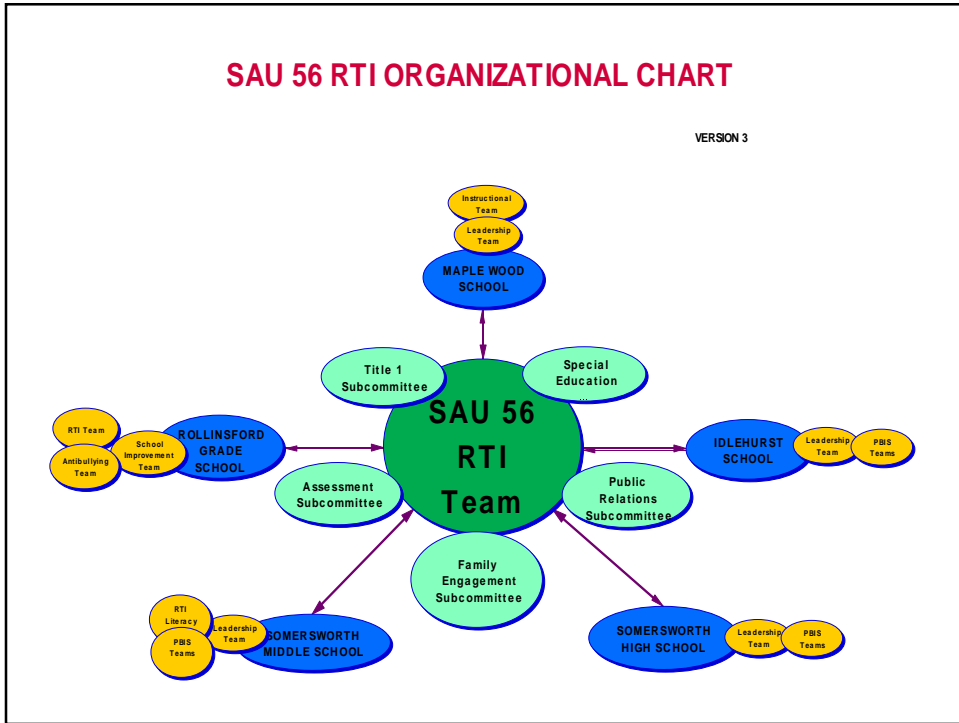 SAU 56 RTI ORGANIZATIONAL CHART
VERSION 3
Instructional
Team
Leadership
Team
MAPLE WOOD
SCHOOL
Title 1
Subcommittee
Special
Education
...
SAU 56
RTI
Team
RTI Team
Antibullying
Team
School
Improvement
Team
ROLLINSFORD
GRADE
SCHOOL
IDLEHURST
SCHOOL
Leadership
Team
PBIS
Teams
Assessment
Subcommittee
Public
Relations
Subcommittee
Family
Engagement
Subcommittee
RTI
Literacy
PBIS
Teams
Leadership
Team
SOMERSWORTH
MIDDLE SCHOOL
SOMERSWORTH
HIGH SCHOOL
Leadership
Team
PBIS
Teams